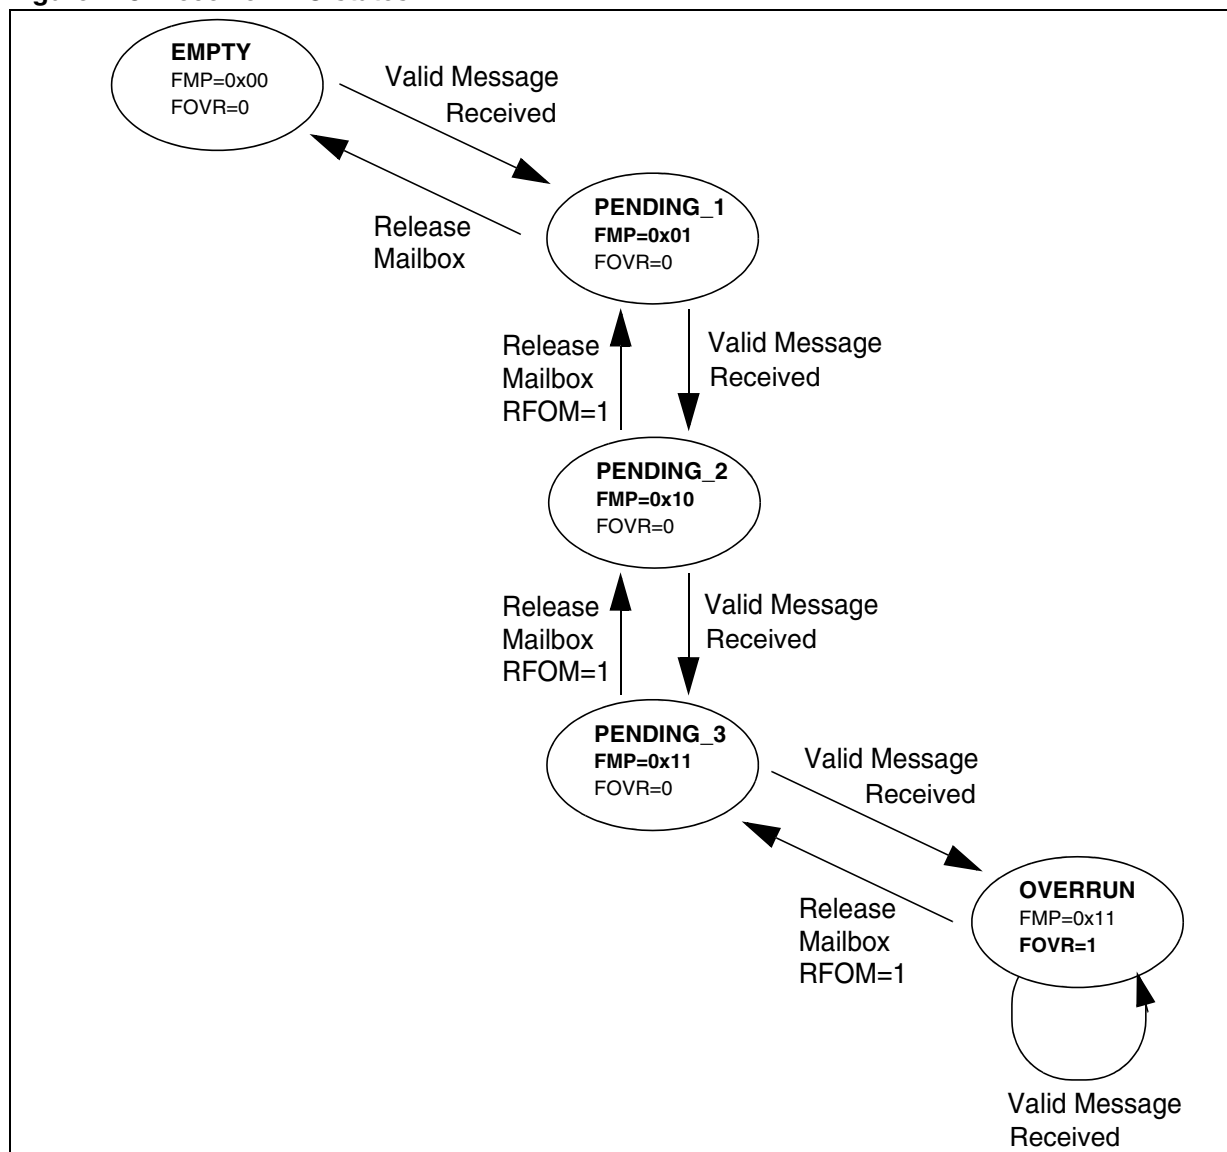 EMPTY
FMP=0x00
FOVR=0
Valid Message
Received
Release
Mailbox
PENDING_1
FMP=0x01
FOVR=0
Release
Mailbox
RFOM=1
Valid Message
Received
PENDING_2
FMP=0x10
FOVR=0
Release
Mailbox
RFOM=1
Valid Message
Received
PENDING_3
FMP=0x11
FOVR=0
Valid Message
Received
Release
Mailbox
RFOM=1
OVERRUN
FMP=0x11
FOVR=1
Valid Message
Received